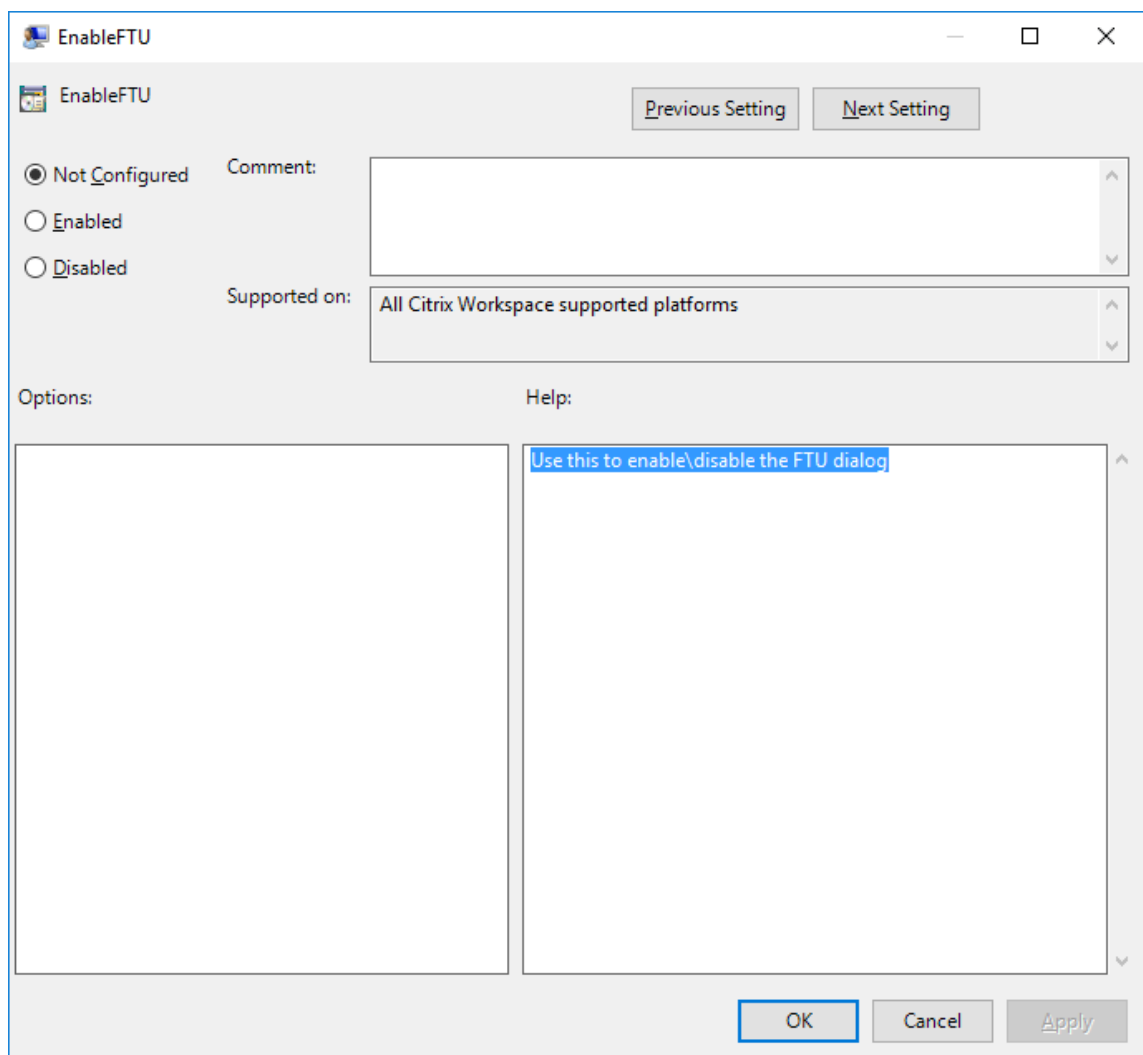 EnableFTU
EnableFTU
Previous Setting
Next Setting
Not Configured
Comment:
Enabled
Disabled
Supported on:
All Citrix Workspace supported platforms
Options:
Help:
Use this to enable\disable the FTU dialog
OK
Cancel
Apply